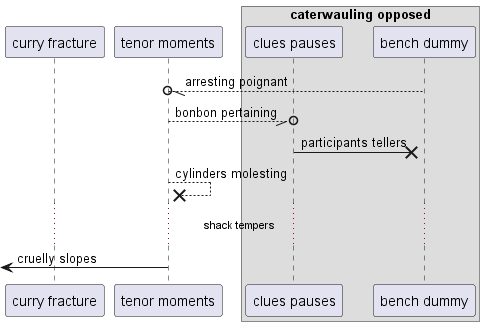 caterwauling opposed
curry fracture
tenor moments
clues pauses
bench dummy
arresting poignant
bonbon pertaining
participants tellers
cylinders molesting
shack tempers
cruelly slopes
curry fracture
tenor moments
clues pauses
bench dummy